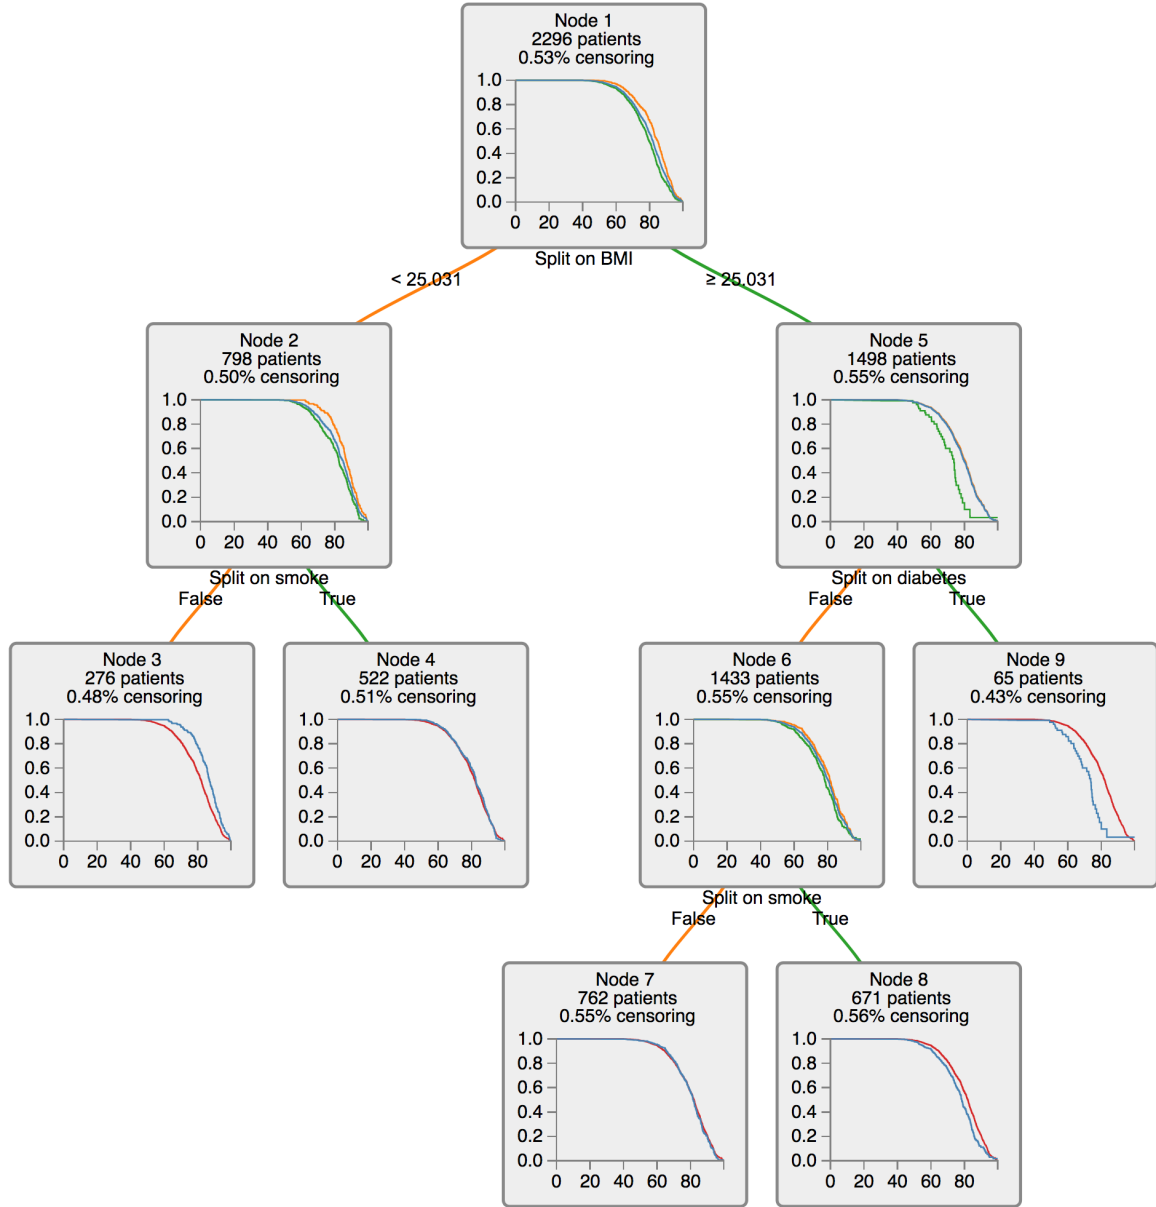 Node 1
2296 patients
0.53% censoring
1.0
0.8
0.6
0.4
0.2
0.0
0 20 40 60 80
Split on BMI
< 25.031
≥ 25.031
Node 2
798 patients
0.50% censoring
1.0
0.8
0.6
0.4
0.2
0.0
0 20 40 60 80
Split on smoke
False
True
Node 5
1498 patients
0.55% censoring
1.0
0.8
0.6
0.4
0.2
0.0
0 20 40 60 80
Split on diabetes
False
True
Node 3
276 patients
0.48% censoring
1.0
0.8
0.6
0.4
0.2
0.0
0 20 40 60 80
Node 4
522 patients
0.51% censoring
1.0
0.8
0.6
0.4
0.2
0.0
0 20 40 60 80
Node 6
1433 patients
0.55% censoring
1.0
0.8
0.6
0.4
0.2
0.0
0 20 40 60 80
Split on smoke
False
True
Node 9
65 patients
0.43% censoring
1.0
0.8
0.6
0.4
0.2
0.0
0 20 40 60 80
Node 7
762 patients
0.55% censoring
1.0
0.8
0.6
0.4
0.2
0.0
0 20 40 60 80
Node 8
671 patients
0.56% censoring
1.0
0.8
0.6
0.4
0.2
0.0
0 20 40 60 80